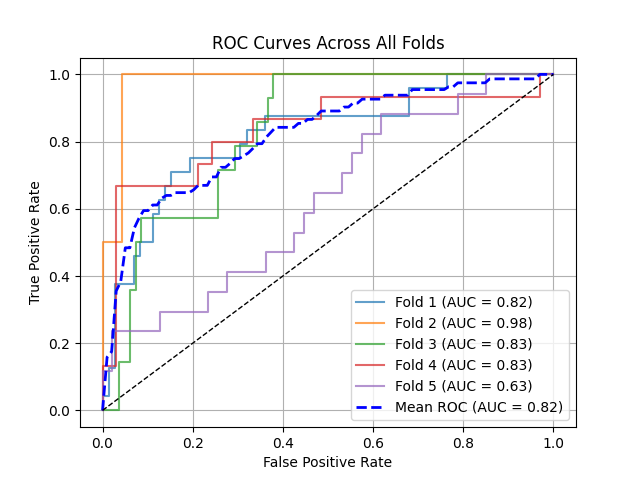 ROC Curves Across All Folds
True Positive Rate
1.0
0.8
0.6
0.4
0.2
0.0
Fold 1 (AUC = 0.82)
Fold 2 (AUC = 0.98)
Fold 3 (AUC = 0.83)
Fold 4 (AUC = 0.83)
Fold 5 (AUC = 0.63)
Mean ROC (AUC = 0.82)
0.0 0.2 0.4 0.6 0.8 1.0
False Positive Rate